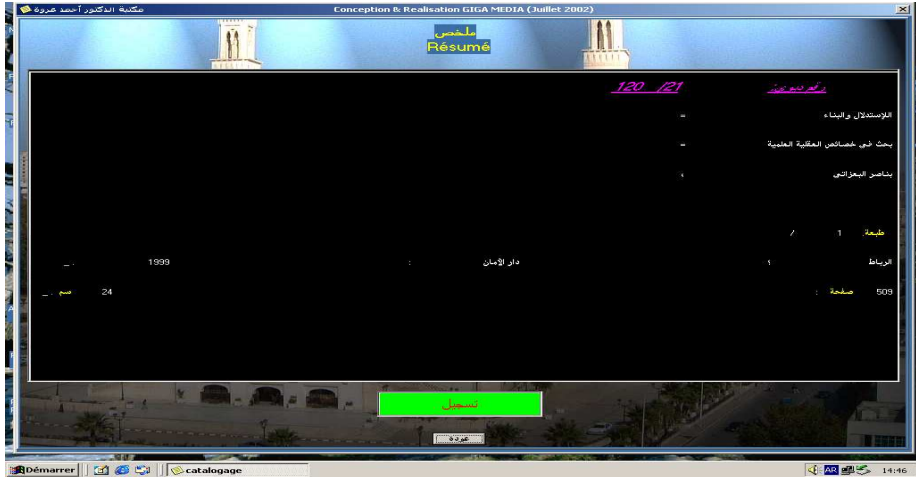 مكتبة الدكتور أحمد عروة Conception & Realisation GIGA MEDIA (Juillet 2002)
ملخص
Résumé
رقم ديوي: 120 /21
الإستدلال والبناء =
بحث في خصائص العقلية العلمية =
بناصر البعزاتي ؛
طبعة: 1 /
الرباط ؛ دار الأمان : 1999 . _
509 صفحة : 24 سم . _
تسجيل
عودة
Démarrer catalogage AR 14:46